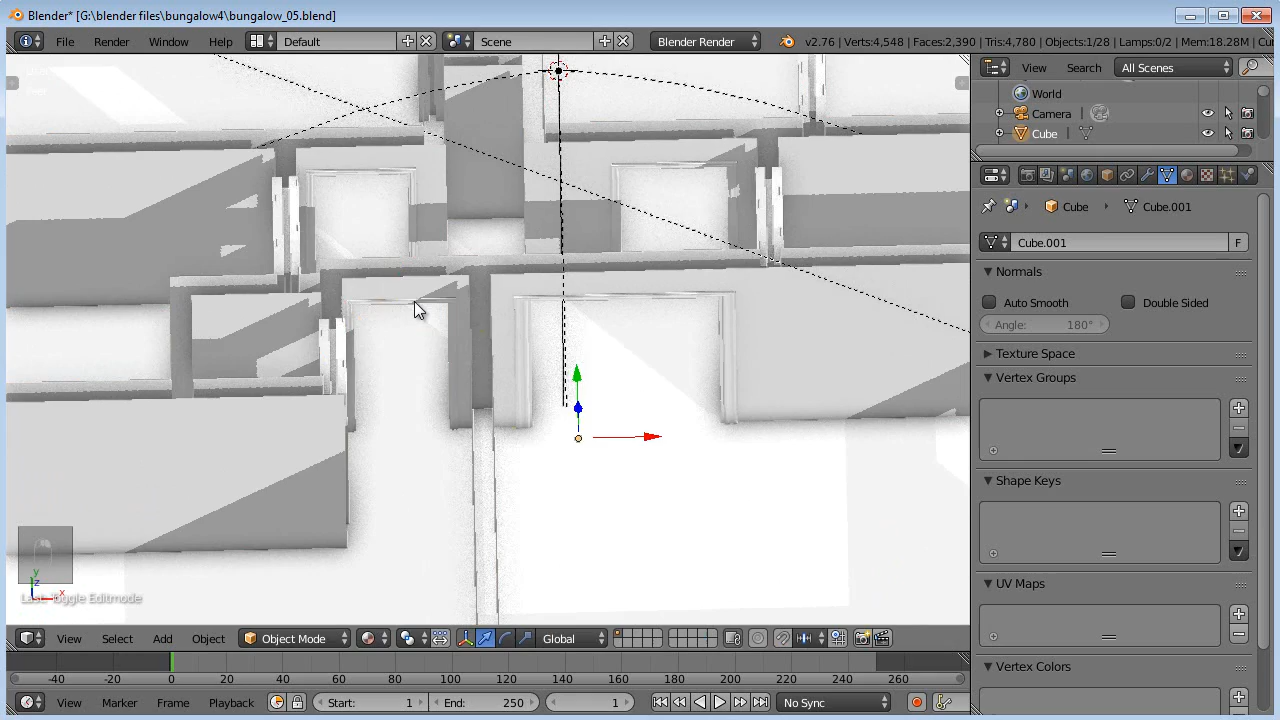 Blender* [G:\blender files\bungalow4\bungalow_05.blend]
File Render Window Help Default Scene Blender Render v2.76 | Verts:4,548 | Faces:2,390 | Tris:4,780 | Objects:1/28 | Lamps:0/2 | Mem:18.28M | Cu
View Search All Scenes
World
Camera
Cube
Cube Cube.001
Cube.001 F
Normals
Auto Smooth Double Sided
Angle: 180°
Texture Space
Vertex Groups
Shape Keys
UV Maps
Vertex Colors
y
z
x
Last: Toggle Editmode
View Select Add Object Object Mode Global
-40 -20 0 20 40 60 80 100 120 140 160 180 200 220 240 260
View Marker Frame Playback Start: 1 End: 250 1 No Sync